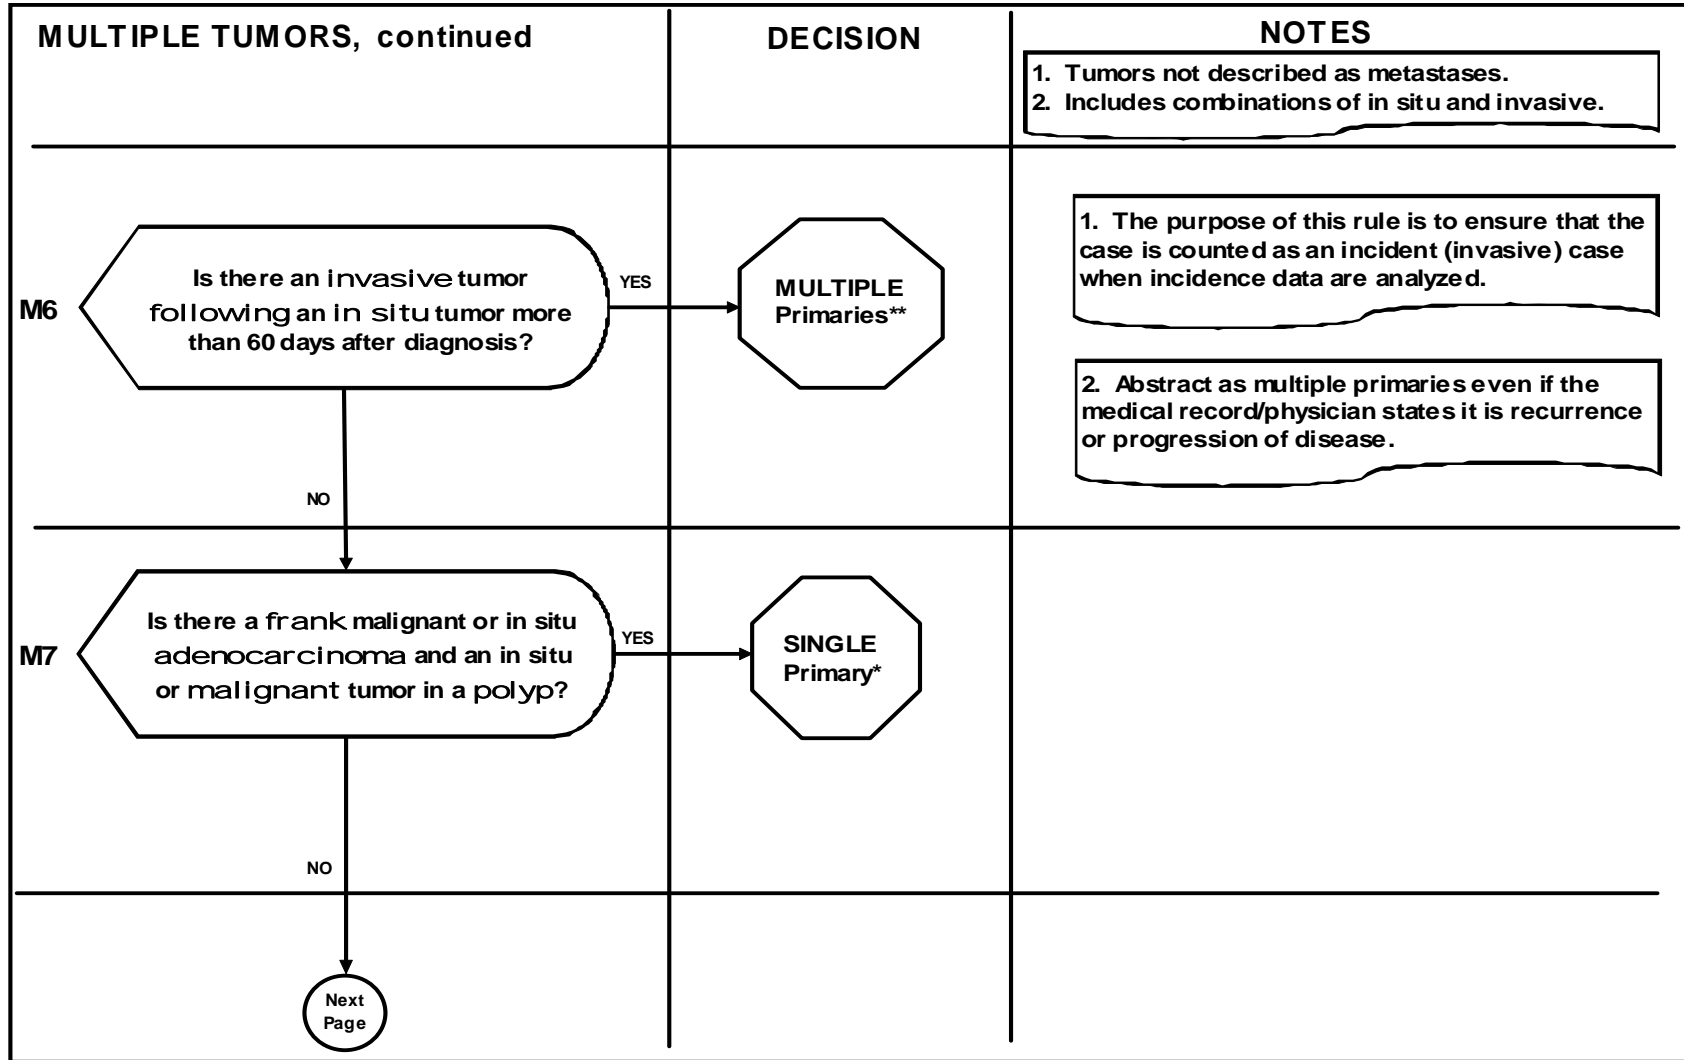 MULTIPLE TUMORS, continued
DECISION
NOTES
1. Tumors not described as metastases.
2. Includes combinations of in situ and invasive.
M6
Is there an invasive tumor
following an in situ tumor more
than 60 days after diagnosis?
YES
MULTIPLE
Primaries**
1. The purpose of this rule is to ensure that the
case is counted as an incident (invasive) case
when incidence data are analyzed.
2. Abstract as multiple primaries even if the
medical record/physician states it is recurrence
or progression of disease.
NO
M7
Is there a frank malignant or in situ
adenocarcinoma and an in situ
or malignant tumor in a polyp?
YES
SINGLE
Primary*
NO
Next
Page